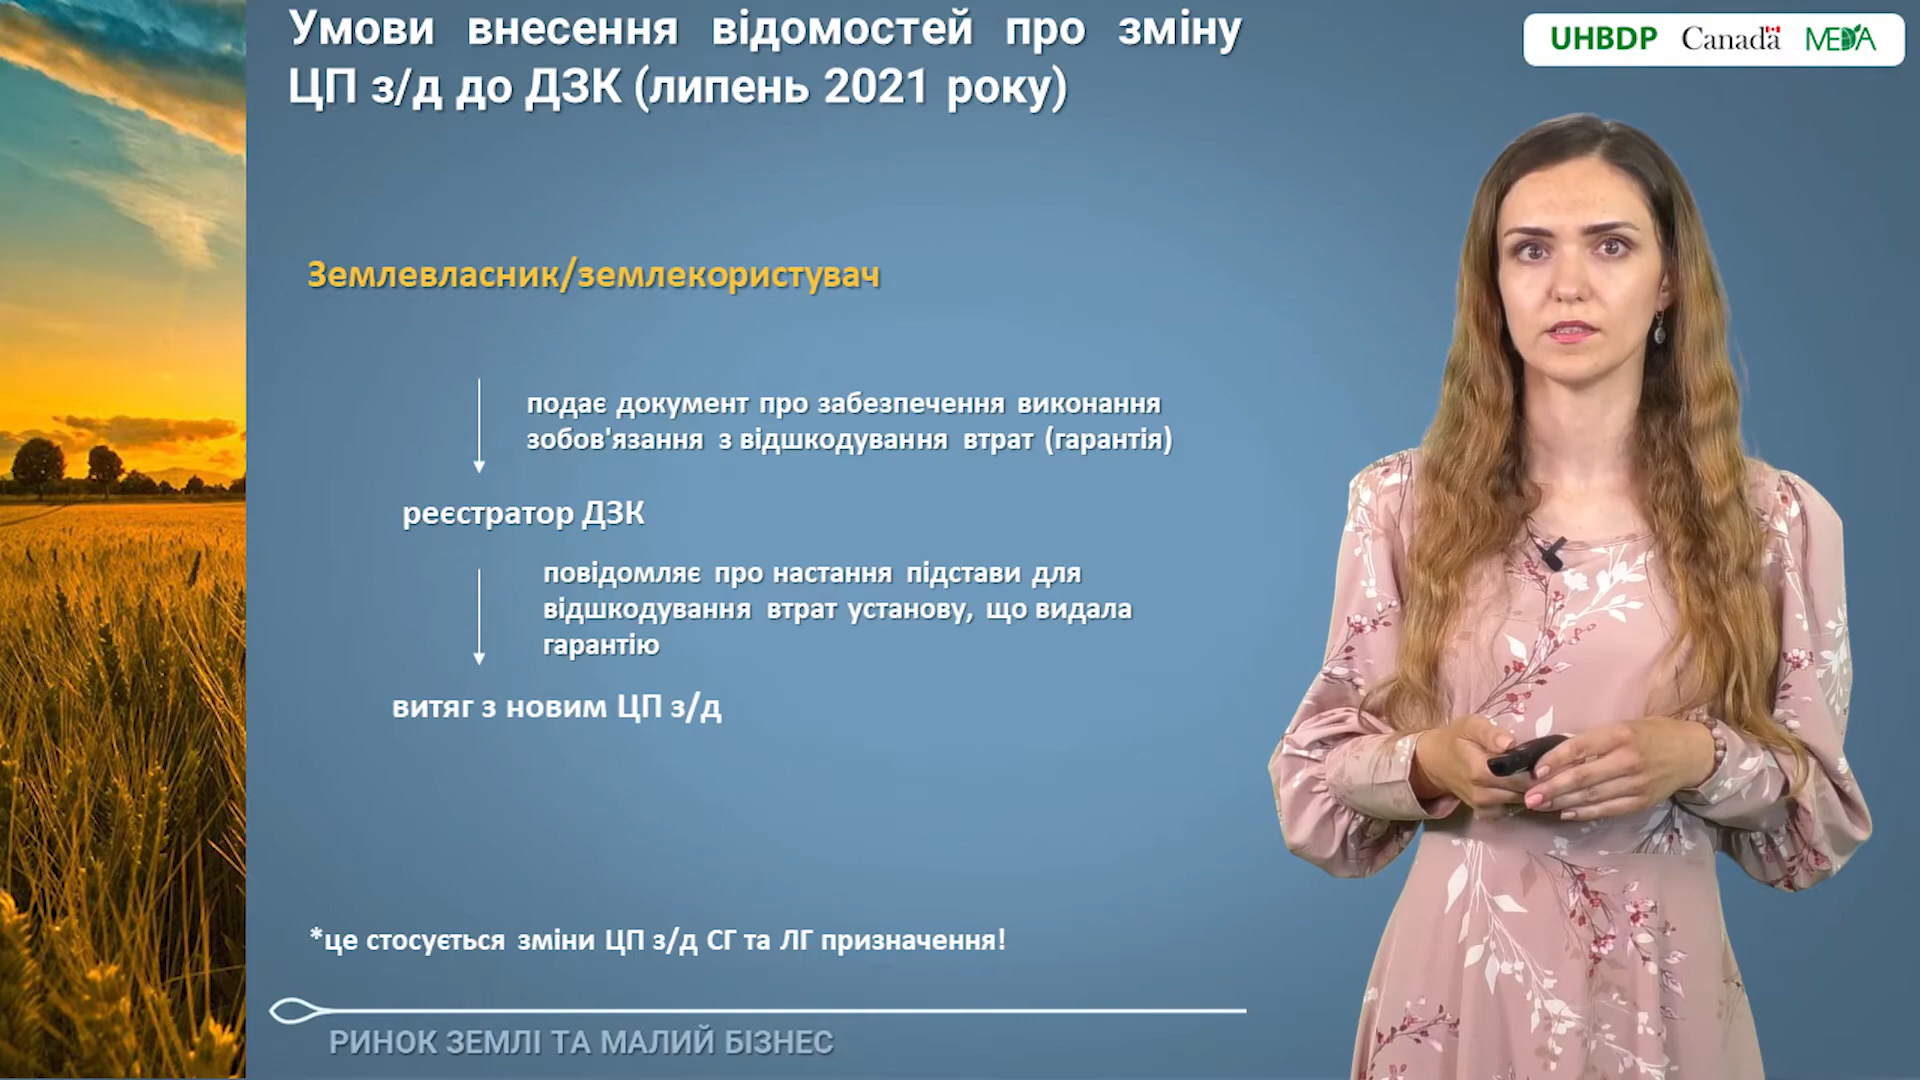 Умови внесення відомостей про зміну
ЦП з/д до ДЗК (липень 2021 року)
UHBDP Canada MEDA
Землевласник/землекористувач
подає документ про забезпечення виконання
зобов'язання з відшкодування втрат (гарантія)
реєстратор ДЗК
повідомляє про настання підстави для
відшкодування втрат установу, що видала
гарантію
витяг з новим ЦП з/д
*це стосується зміни ЦП з/д СГ та ЛГ призначення!
РИНОК ЗЕМЛІ ТА МАЛИЙ БІЗНЕС